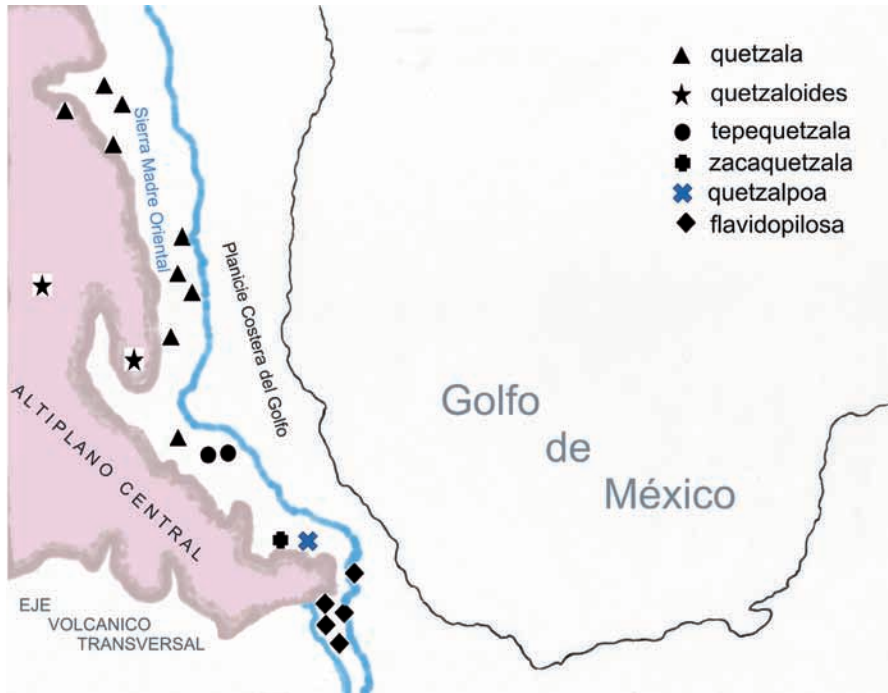 quetzala
quetzaloides
tepequetzala
zacaquetzala
quetzalpoa
flavidopilosa
Sierra Madre Oriental
Planicie Costera del Golfo
ALTIPLANO CENTRAL
Golfo
de
México
EJE
VOLCANICO
TRANSVERSAL